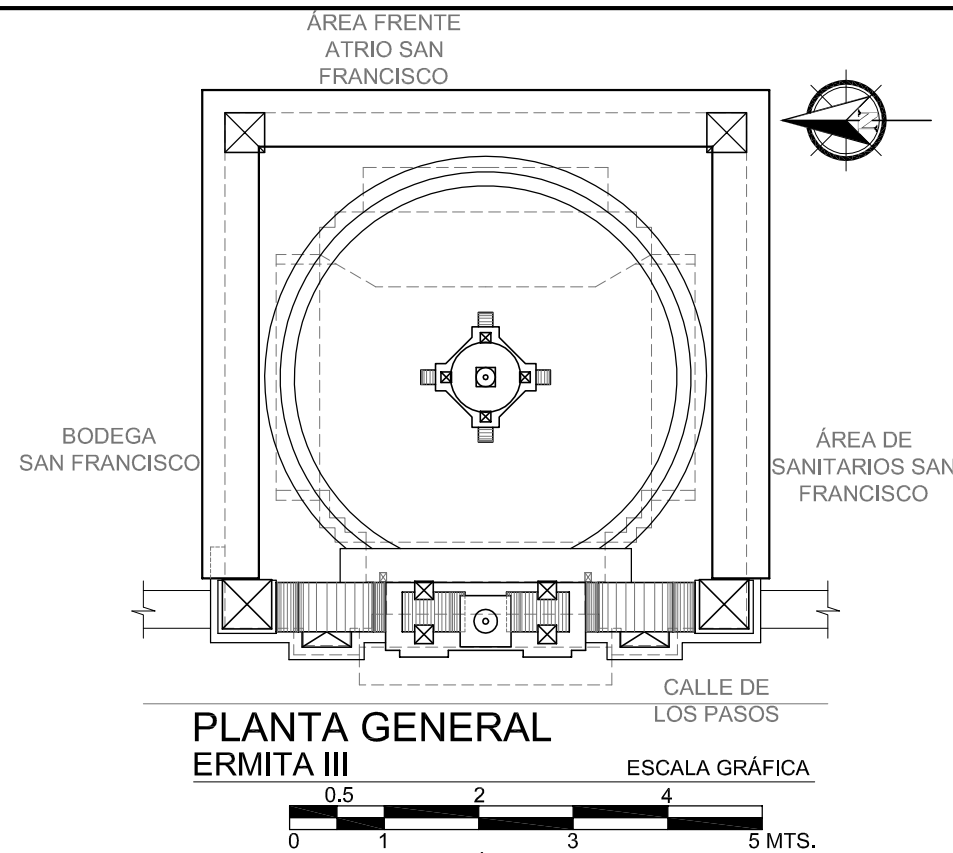 ÁREA FRENTE
ATRIO SAN
FRANCISCO
N
BODEGA
SAN FRANCISCO
ÁREA DE
SANITARIOS SAN
FRANCISCO
CALLE DE
LOS PASOS
PLANTA GENERAL
ERMITA III
ESCALA GRÁFICA
0.5 2 4
0 1 3 5 MTS.